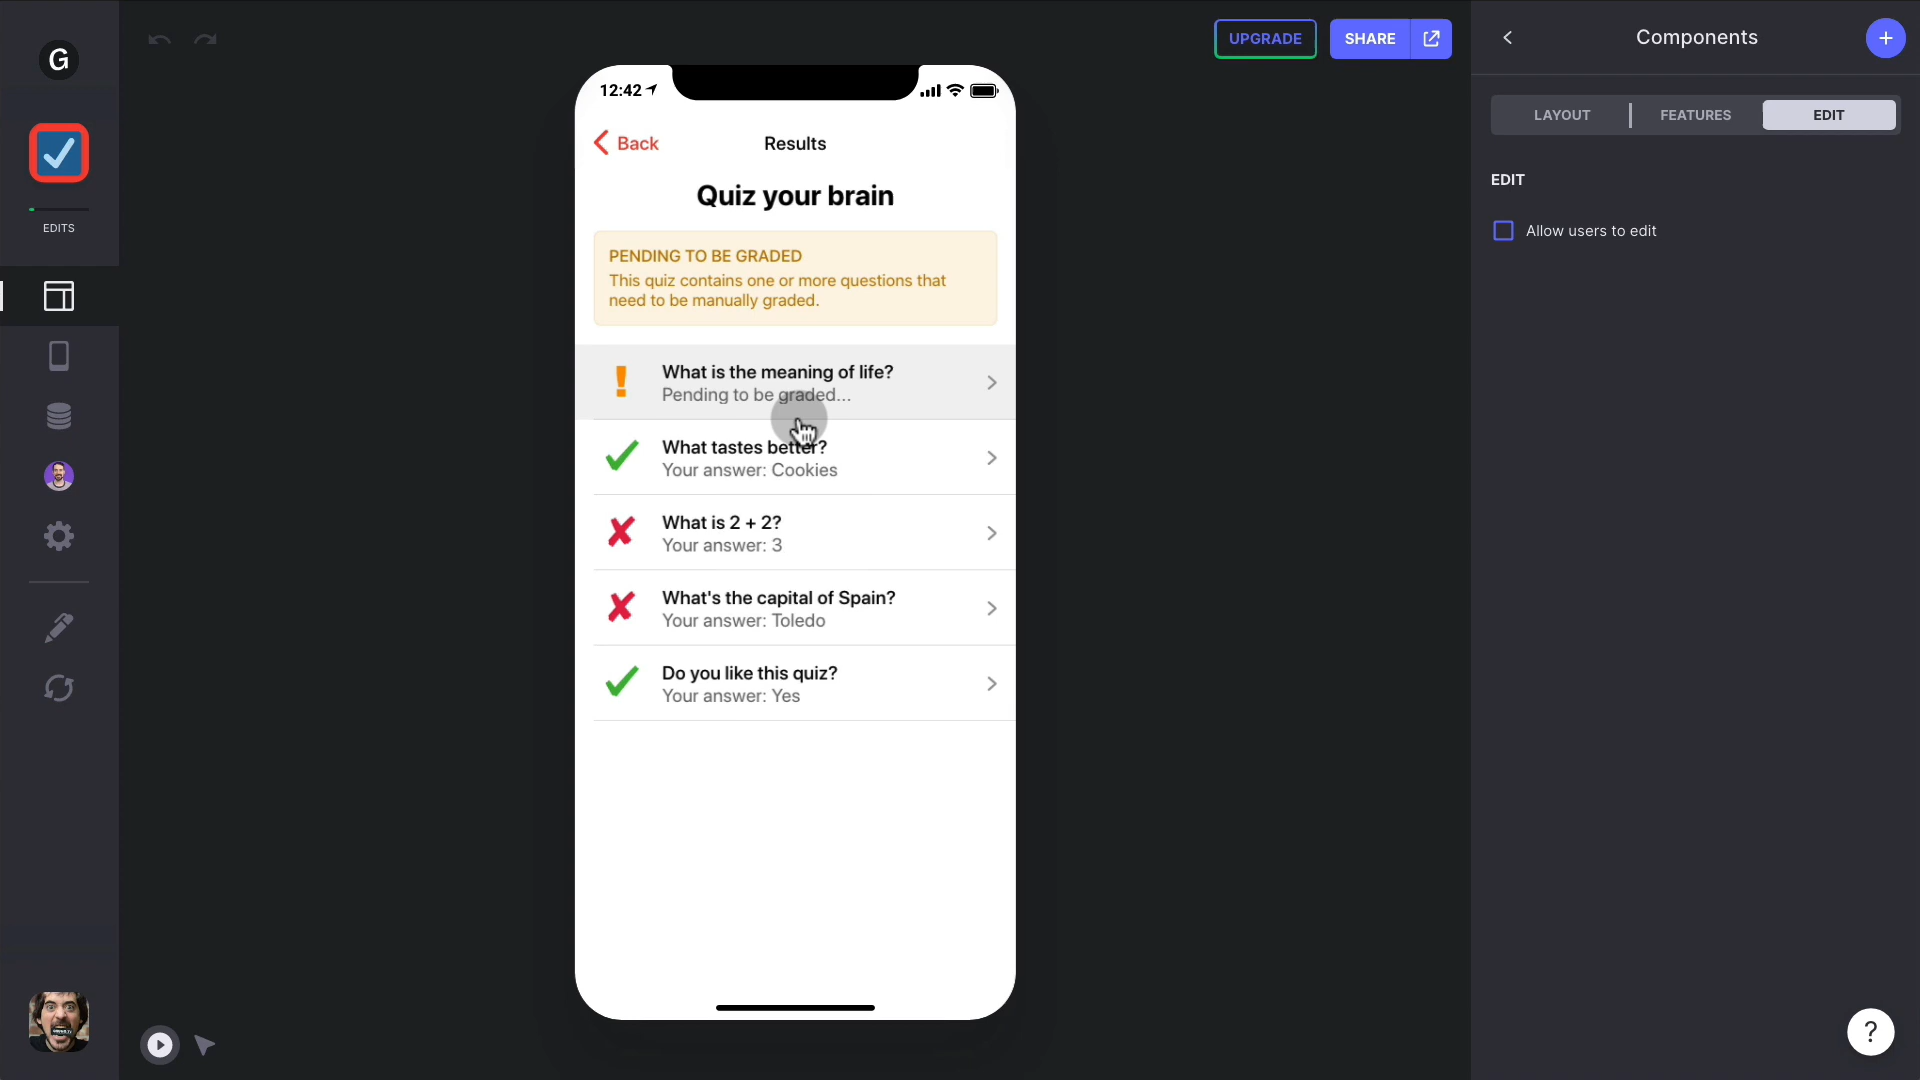 G
EDITS
UPGRADE
SHARE
12:42
Back
Results
Quiz your brain
PENDING TO BE GRADED
This quiz contains one or more questions that
need to be manually graded.
What is the meaning of life?
Pending to be graded...
What tastes better?
Your answer: Cookies
What is 2 + 2?
Your answer: 3
What's the capital of Spain?
Your answer: Toledo
Do you like this quiz?
Your answer: Yes
Components
LAYOUT
FEATURES
EDIT
EDIT
Allow users to edit
?